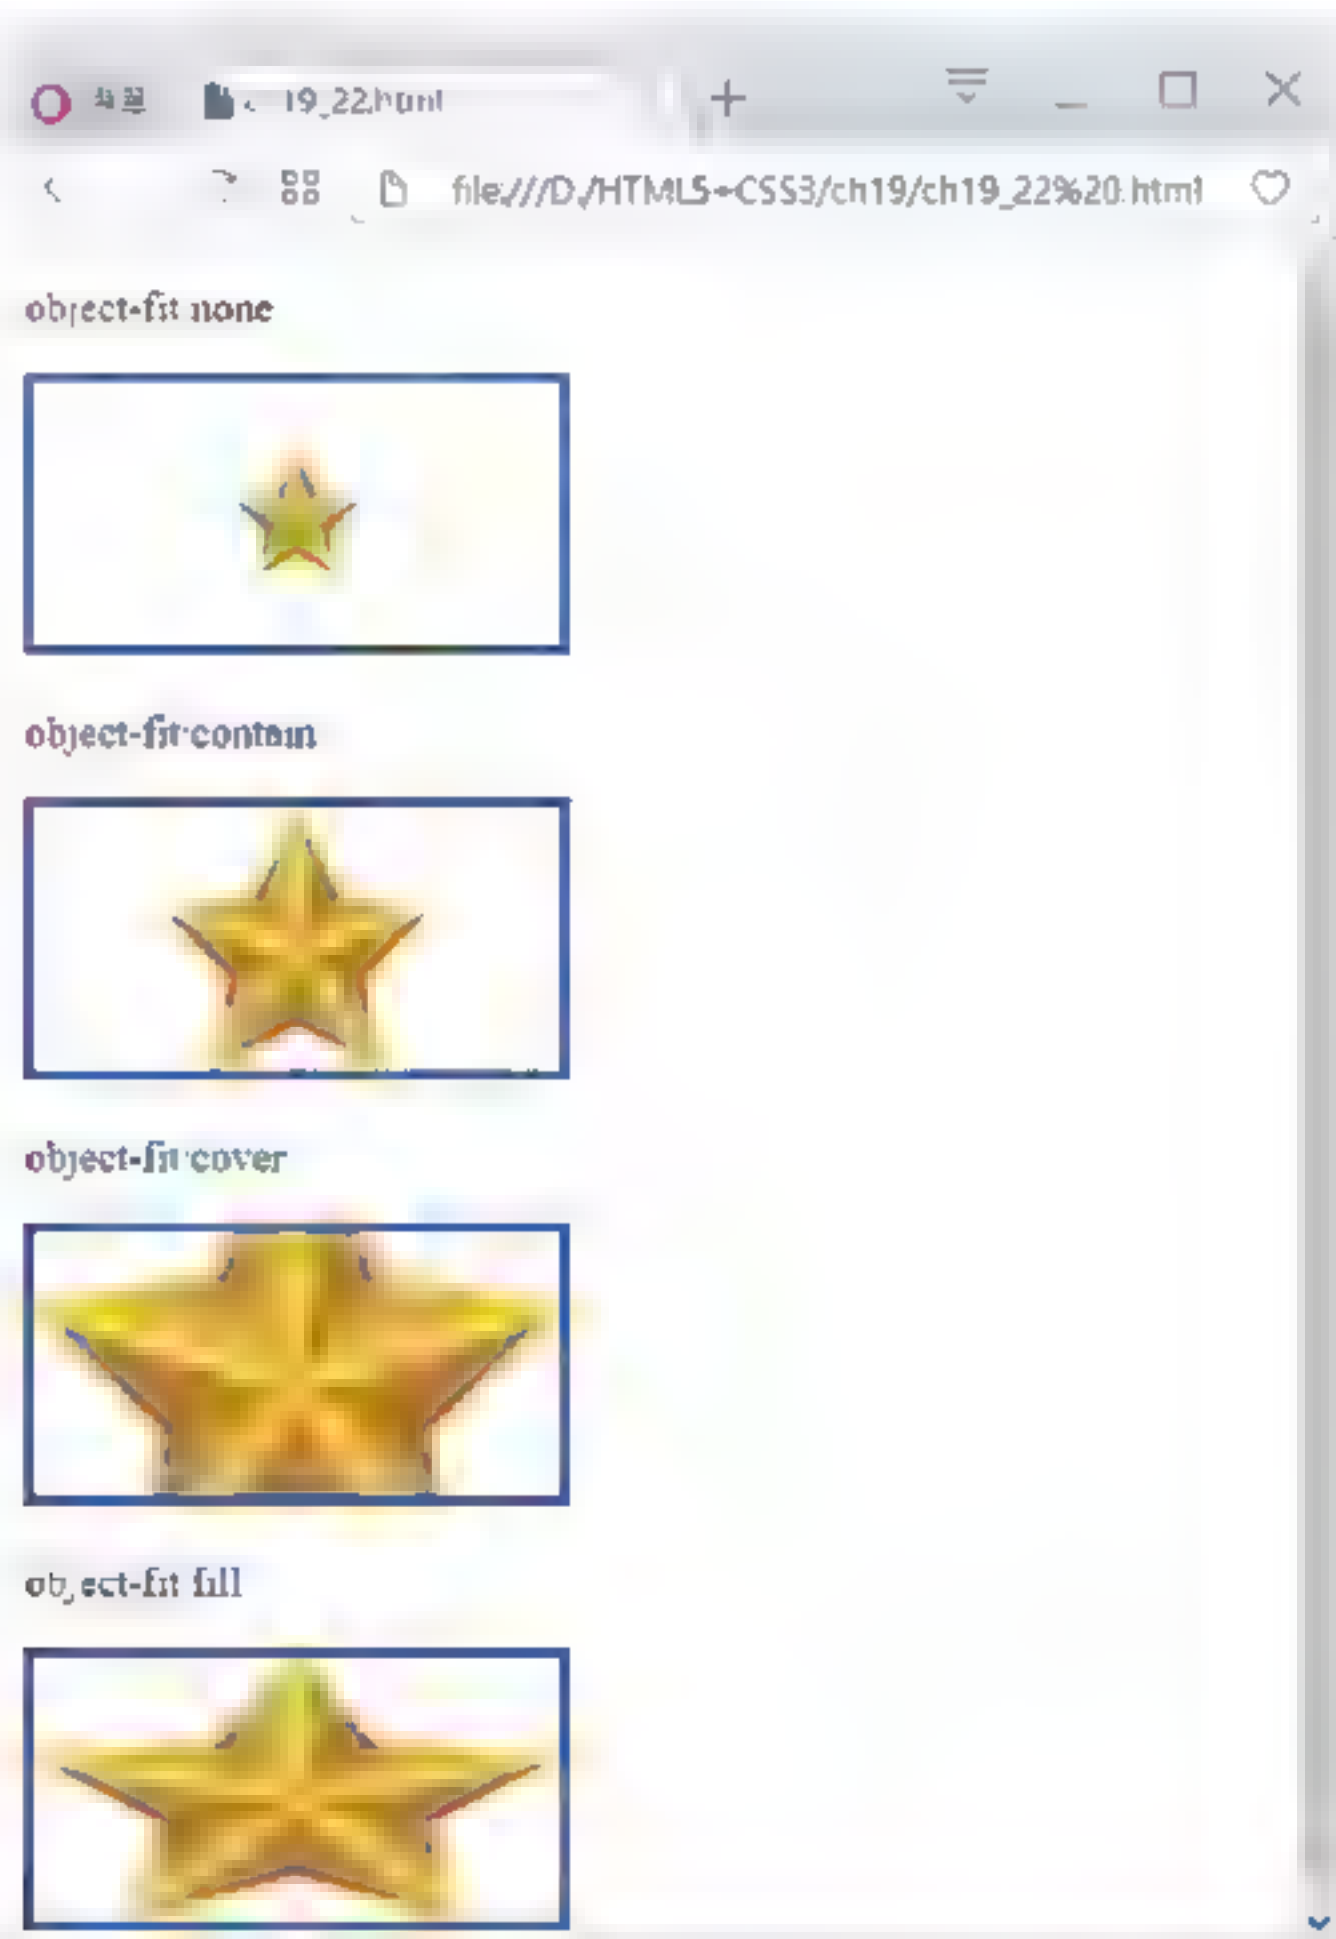 19_22.html
file:///D:/HTML5+CSS3/ch19/ch19_22%20.html
object-fit:none
object-fit:contain
object-fit:cover
object-fit:fill